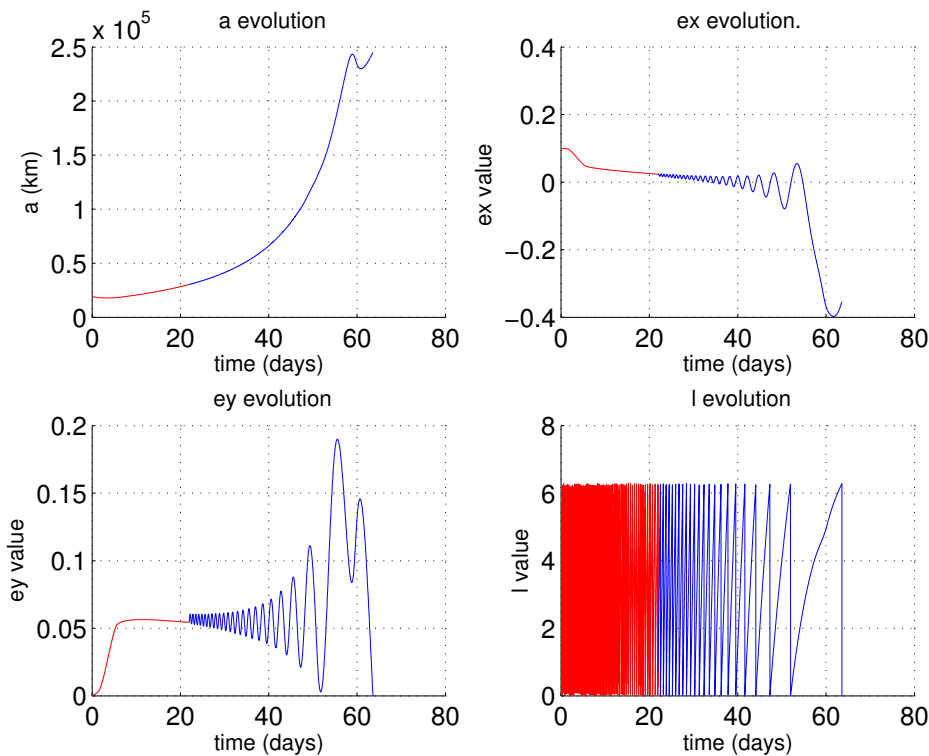 a evolution
x 10^5
2.5
2
1.5
1
0.5
0
0 20 40 60 80
a (km)
time (days)
ex evolution.
0.4
0.2
0
−0.2
−0.4
0 20 40 60 80
ex value
time (days)
ey evolution
0.2
0.15
0.1
0.05
0
0 20 40 60 80
ey value
time (days)
l evolution
8
6
4
2
0
0 20 40 60 80
l value
time (days)